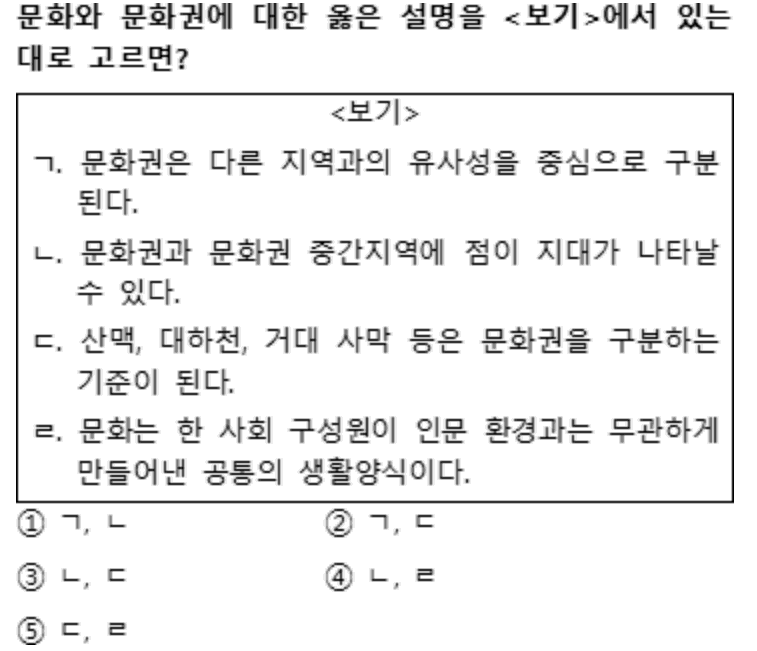 문화와 문화권에 대한 옳은 설명을 <보기>에서 있는
대로 고르면?
<보기>
ㄱ. 문화권은 다른 지역과의 유사성을 중심으로 구분
된다.
ㄴ. 문화권과 문화권 중간지역에 점이 지대가 나타날
수 있다.
ㄷ. 산맥, 대하천, 거대 사막 등은 문화권을 구분하는
기준이 된다.
ㄹ. 문화는 한 사회 구성원이 인문 환경과는 무관하게
만들어낸 공통의 생활양식이다.
① ㄱ, ㄴ ② ㄱ, ㄷ
③ ㄴ, ㄷ ④ ㄴ, ㄹ
⑤ ㄷ, ㄹ